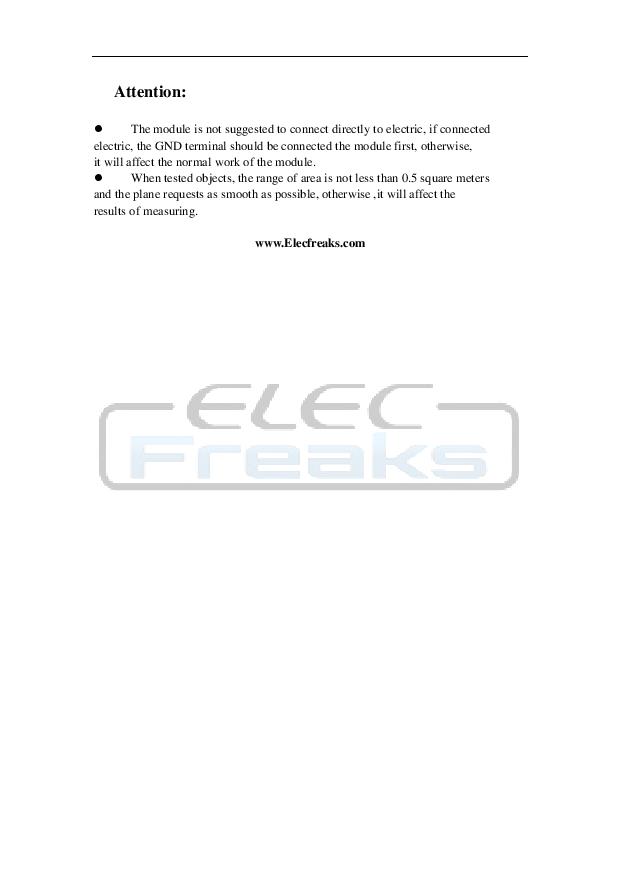 Attention:
● The module is not suggested to connect directly to electric, if connected
electric, the GND terminal should be connected the module first, otherwise,
it will affect the normal work of the module.
● When tested objects, the range of area is not less than 0.5 square meters
and the plane requests as smooth as possible, otherwise ,it will affect the
results of measuring.
www.Elecfreaks.com
ELEC
Freaks